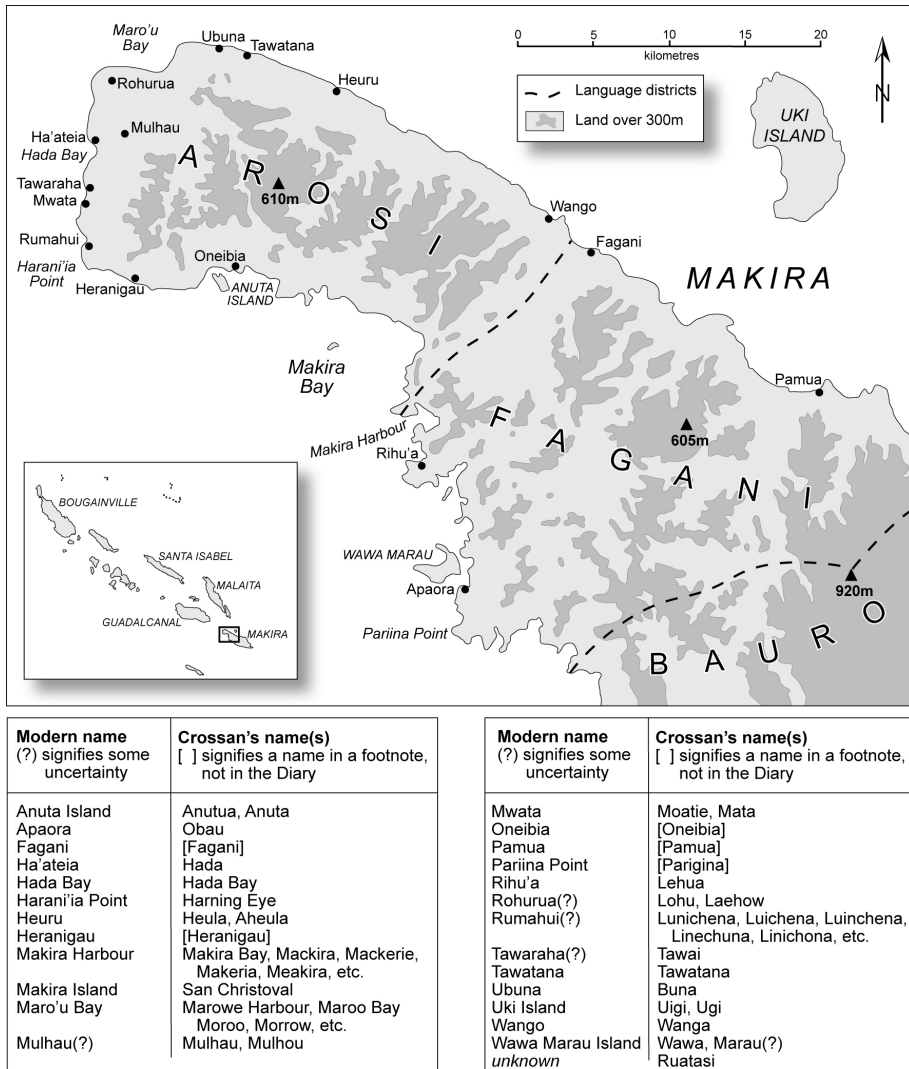 Maro'u
Bay
Ubuna
Tawatana
Rohurua
Heuru
Mulhau
Ha'ateia
Hada Bay
Tawaraha
Mwata
Rumahui
Harani'ia
Point
Heranigau
Oneibia
ANUTA
ISLAND
AROSI
610m
0 5 10 15 20
kilometres
Language districts
Land over 300m
N
UKI
ISLAND
Wango
Fagani
MAKIRA
Makira
Bay
Pamua
Makira Harbour
Rihu'a
FAGANI
605m
WAWA MARAU
Apaora
Pariina Point
920m
BAURO
BOUGAINVILLE
SANTA ISABEL
MALAITA
GUADALCANAL
MAKIRA
Modern name Crossan's name(s)
(?) signifies some [ ] signifies a name in a footnote,
uncertainty not in the Diary
Anuta Island Anutua, Anuta
Apaora Obau
Fagani [Fagani]
Ha'ateia Hada
Hada Bay Hada Bay
Harani'ia Point Harning Eye
Heuru Heula, Aheula
Heranigau [Heranigau]
Makira Harbour Makira Bay, Mackira, Mackerie,
Makeria, Meakira, etc.
Makira Island San Christoval
Maro'u Bay Marowe Harbour, Maroo Bay
Moroo, Morrow, etc.
Mulhau(?) Mulhau, Mulhou
Modern name Crossan's name(s)
(?) signifies some [ ] signifies a name in a footnote,
uncertainty not in the Diary
Mwata Moatie, Mata
Oneibia [Oneibia]
Pamua [Pamua]
Pariina Point [Parigina]
Rihu'a Lehua
Rohurua(?) Lohu, Laehow
Rumahui(?) Lunichena, Luichena, Luinchena,
Linechuna, Linichona, etc.
Tawaraha(?) Tawai
Tawatana Tawatana
Ubuna Buna
Uki Island Uigi, Ugi
Wango Wanga
Wawa Marau Island Wawa, Marau(?)
unknown Ruatasi